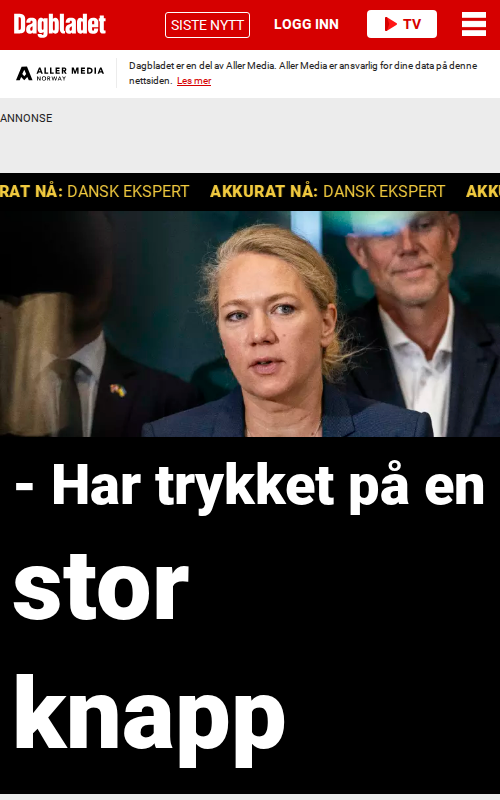 Dagbladet
SISTE NYTT
LOGG INN
TV
ALLER MEDIA
NORWAY
Dagbladet er en del av Aller Media. Aller Media er ansvarlig for dine data på denne
nettsiden. Les mer
ANNONSE
RAT NÅ: DANSK EKSPERT AKKURAT NÅ: DANSK EKSPERT AKK
- Har trykket på en
stor
knapp